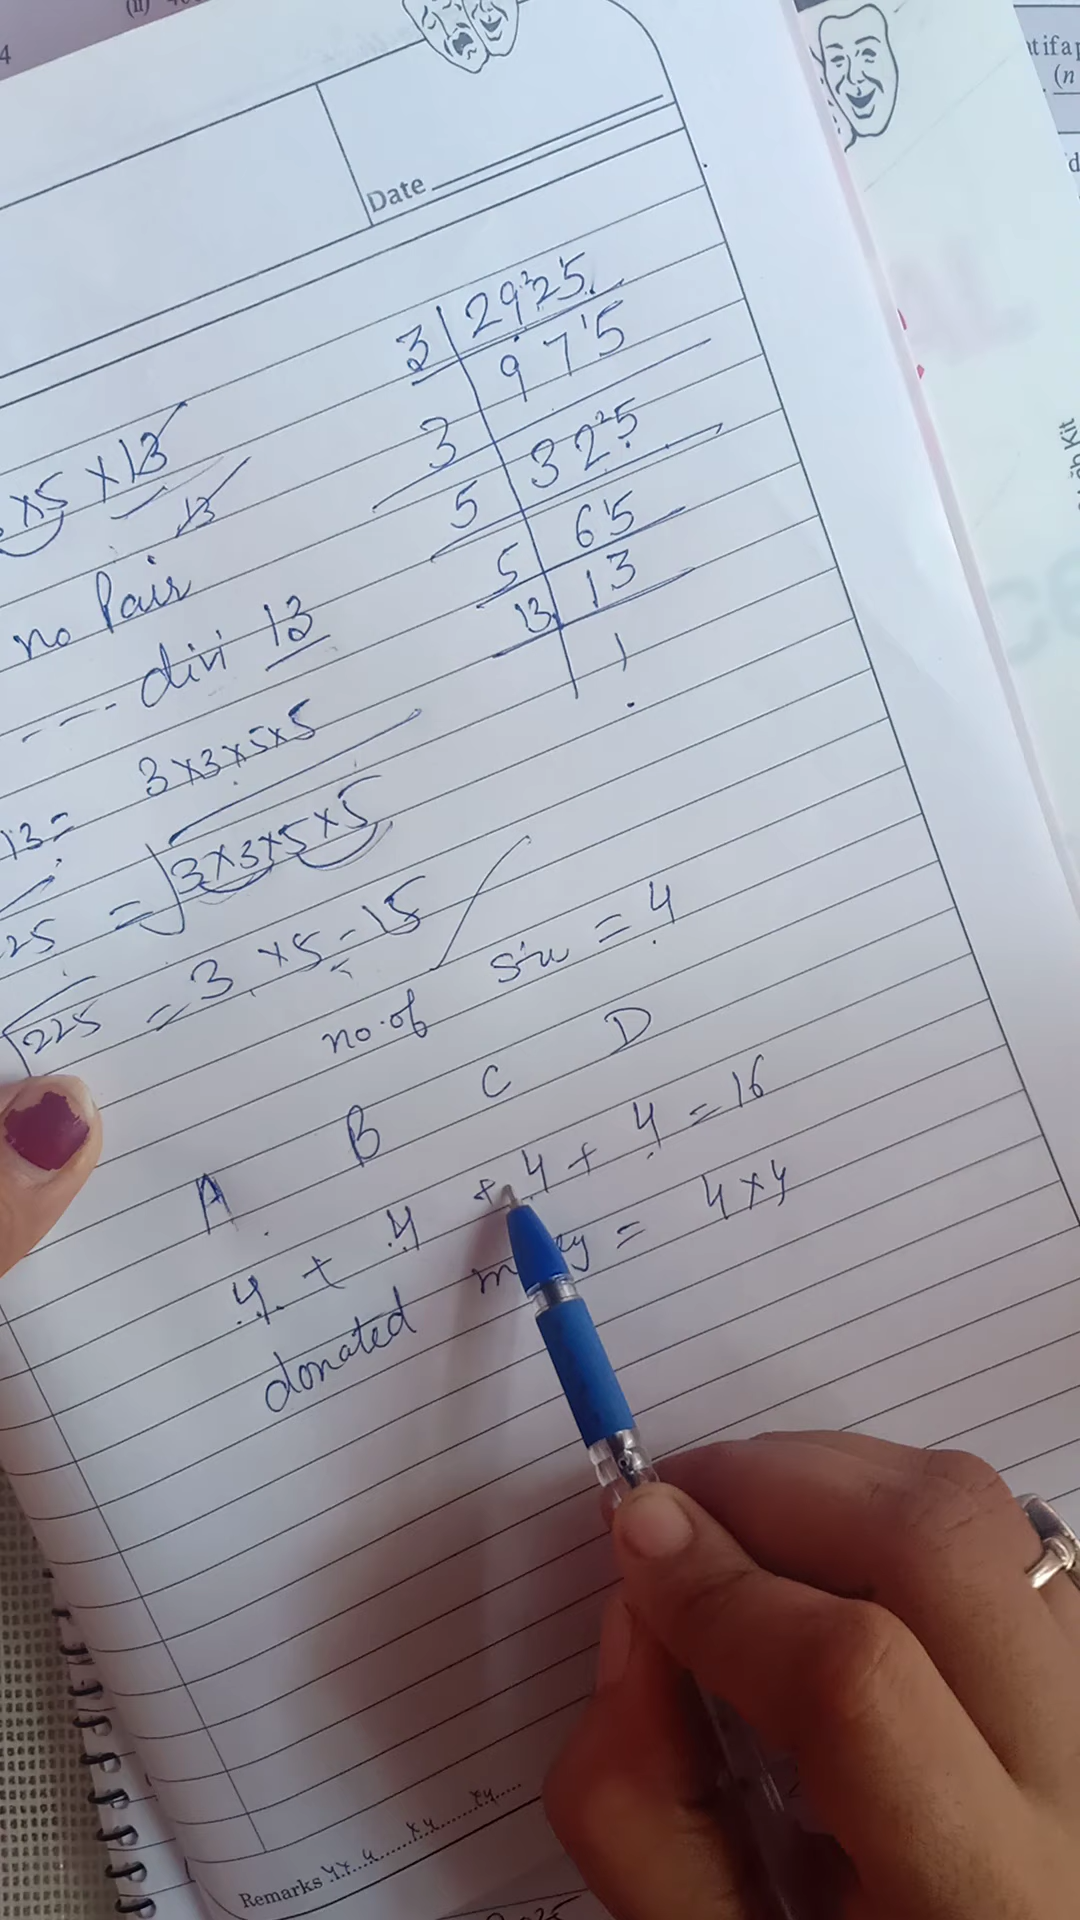 Date
3 | 2925
3 | 975
5 | 325
5 | 65
13 | 13
1
×5 × 13
13
no Pair
---- divi 13
13 = 3×3×5×5
25 = √3×3×5×5
√225 = 3 ×5 = 15
no. of stu = 4
A B C D
4 + 4 + 4 + 4 = 16
donated = 4×4
Remarks